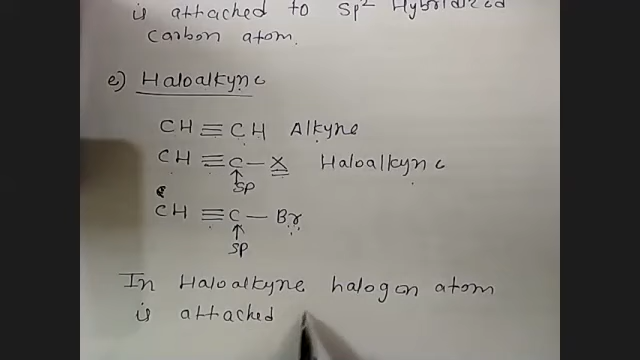 is attached to sp² Hybridized
carbon atom.
e) Haloalkyne
CH ≡ CH Alkyne
CH ≡ C — X Haloalkyne
↑
sp
CH ≡ C — Br
↑
sp
In Haloalkyne halogen atom
is attached